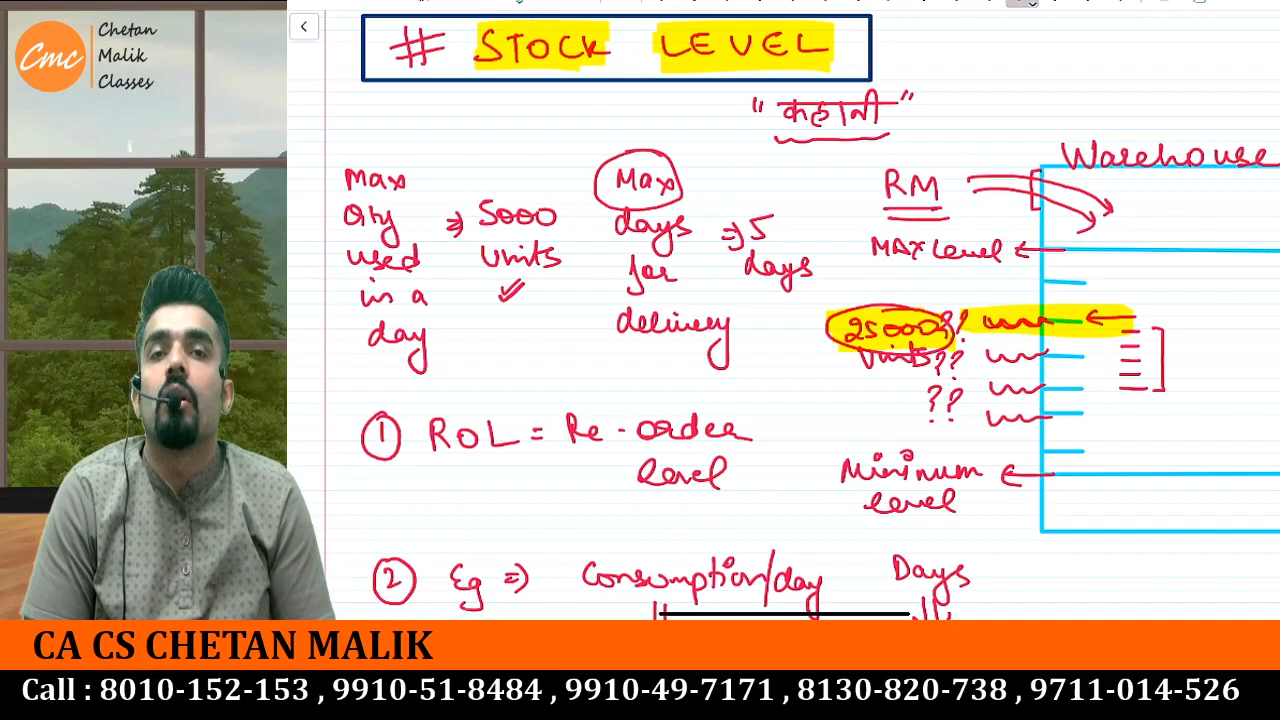 Cmc
Chetan
Malik
Classes
# STOCK LEVEL
" कहानी "
Max
Qty
used
in a
day
⇒ 5000
Units
Max
days
for
delivery
⇒ 5
days
RM
Warehouse
MAX Level
25000 ??
Units ??
??
Minimum
level
① ROL = Re-order
level
② Eg ⇒ Consumption/day Days
CA CS CHETAN MALIK
Call : 8010-152-153 , 9910-51-8484 , 9910-49-7171 , 8130-820-738 , 9711-014-526